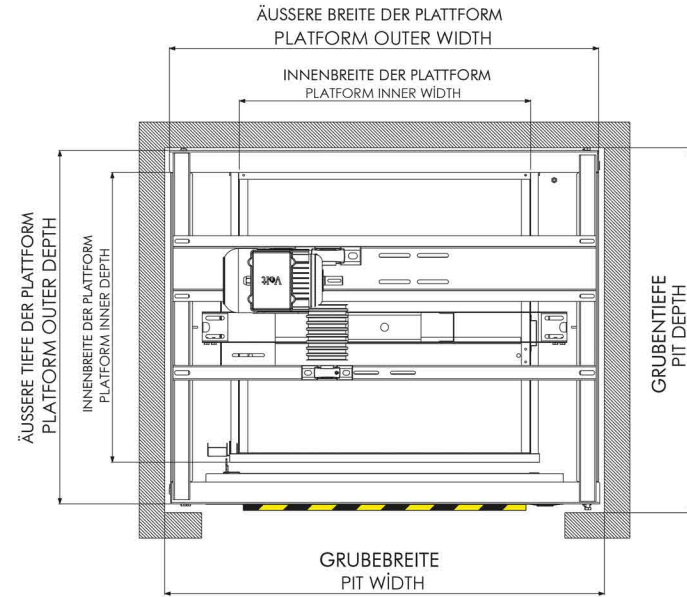 ÄUSSERE BREITE DER PLATTFORM
PLATFORM OUTER WIDTH
INNENBREITE DER PLATTFORM
PLATFORM INNER WİDTH
ÄUSSERE TIEFE DER PLATTFORM
PLATFORM OUTER DEPTH
INNENBREITE DER PLATTFORM
PLATFORM INNER DEPTH
Volt
GRUBENTIEFE
PIT DEPTH
GRUBEBREITE
PIT WİDTH